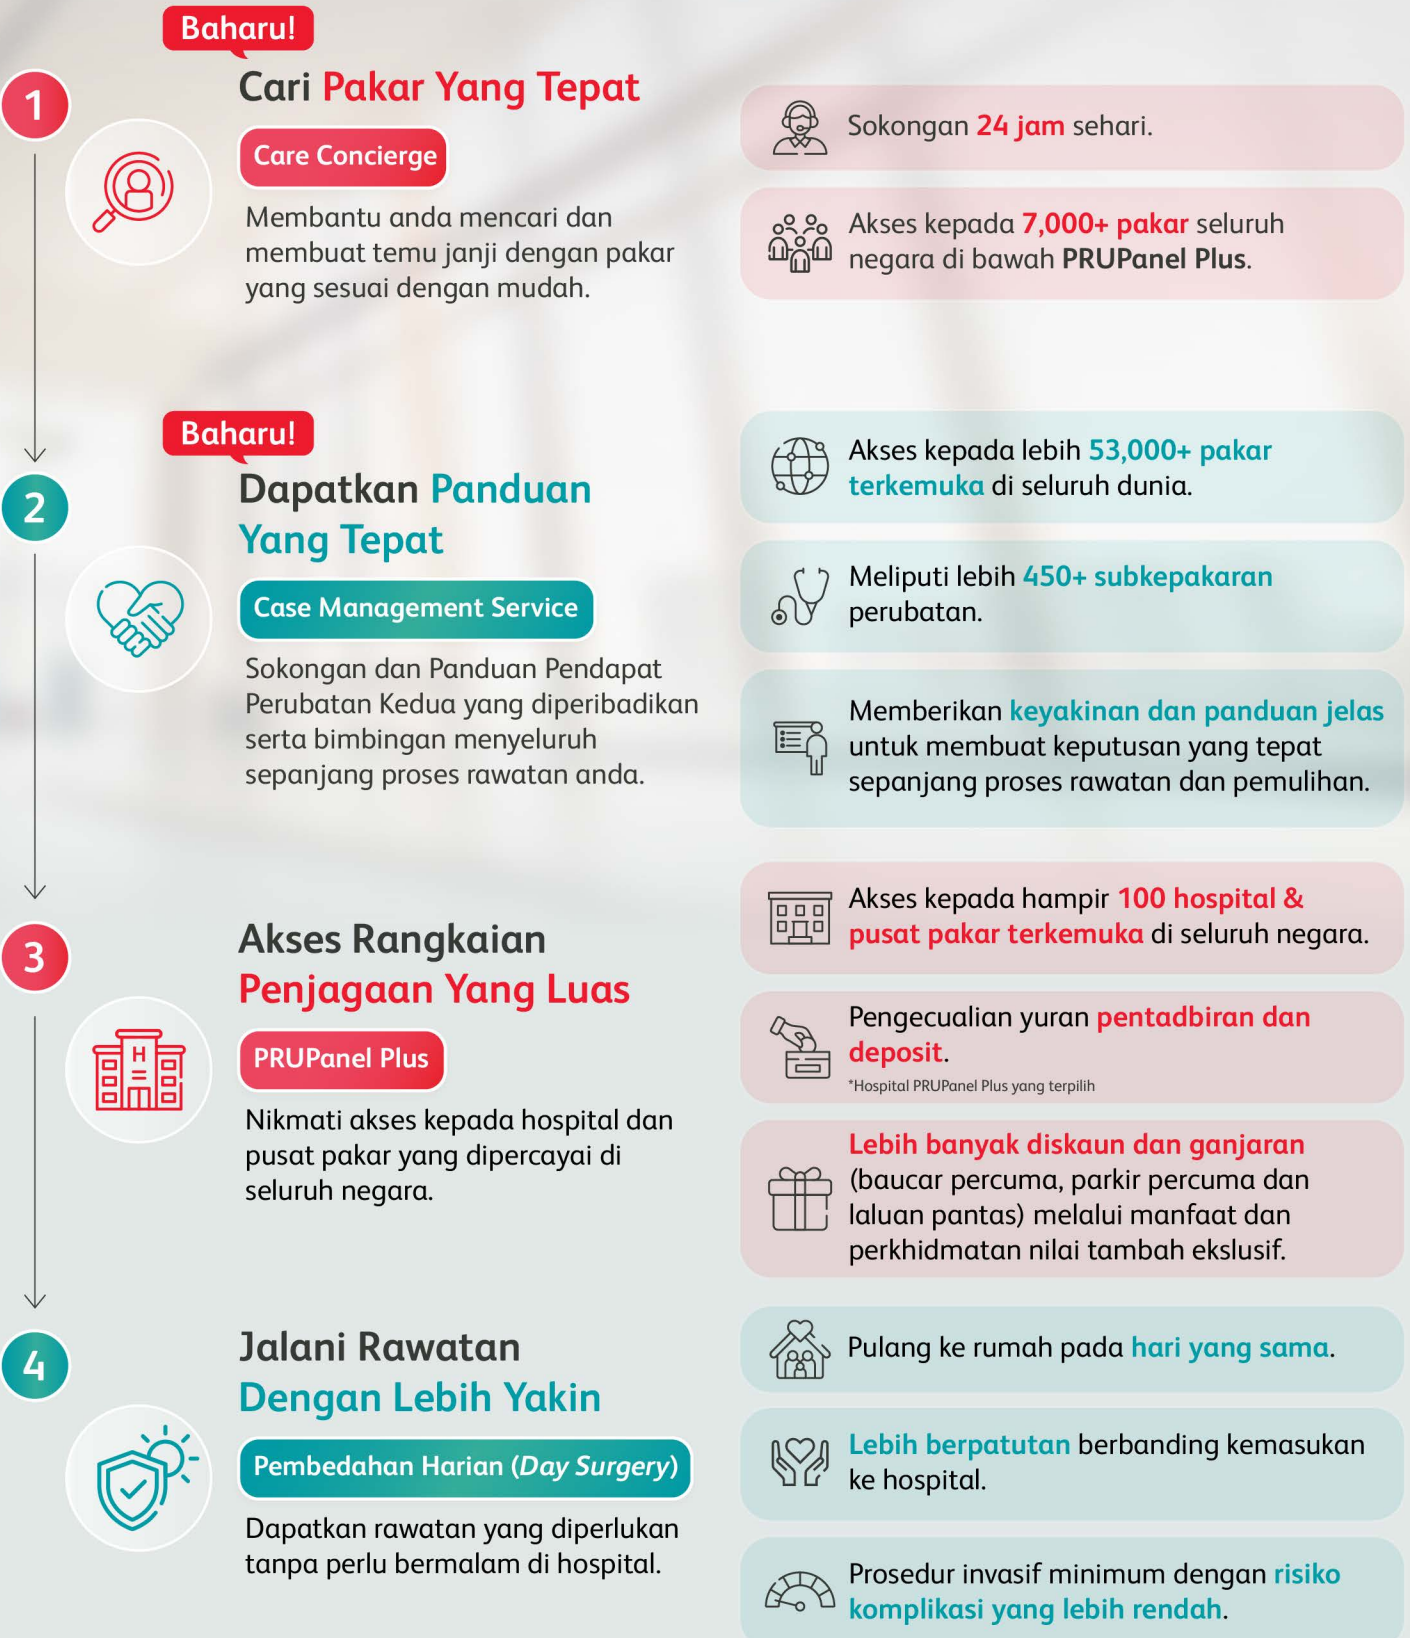 Baharu!
1
Cari Pakar Yang Tepat
Care Concierge
Membantu anda mencari dan
membuat temu janji dengan pakar
yang sesuai dengan mudah.
Sokongan 24 jam sehari.
Akses kepada 7,000+ pakar seluruh
negara di bawah PRUPanel Plus.
Baharu!
2
Dapatkan Panduan
Yang Tepat
Case Management Service
Sokongan dan Panduan Pendapat
Perubatan Kedua yang diperibadikan
serta bimbingan menyeluruh
sepanjang proses rawatan anda.
Akses kepada lebih 53,000+ pakar
terkemuka di seluruh dunia.
Meliputi lebih 450+ subkepakaran
perubatan.
Memberikan keyakinan dan panduan jelas
untuk membuat keputusan yang tepat
sepanjang proses rawatan dan pemulihan.
3
Akses Rangkaian
Penjagaan Yang Luas
H
PRUPanel Plus
Nikmati akses kepada hospital dan
pusat pakar yang dipercayai di
seluruh negara.
Akses kepada hampir 100 hospital &
pusat pakar terkemuka di seluruh negara.
Pengecualian yuran pentadbiran dan
deposit.
*Hospital PRUPanel Plus yang terpilih
Lebih banyak diskaun dan ganjaran
(baucar percuma, parkir percuma dan
laluan pantas) melalui manfaat dan
perkhidmatan nilai tambah ekslusif.
4
Jalani Rawatan
Dengan Lebih Yakin
Pembedahan Harian (Day Surgery)
Dapatkan rawatan yang diperlukan
tanpa perlu bermalam di hospital.
Pulang ke rumah pada hari yang sama.
Lebih berpatutan berbanding kemasukan
ke hospital.
Prosedur invasif minimum dengan risiko
komplikasi yang lebih rendah.